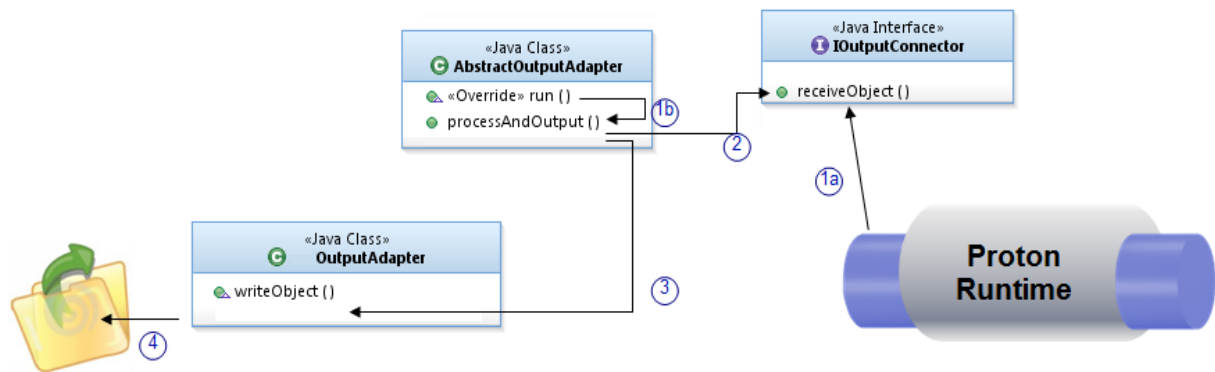 «Java Class»
C AbstractOutputAdapter
«Override» run ()
processAndOutput ()
1b
2
«Java Interface»
I IOutputConnector
receiveObject ()
1a
«Java Class»
C OutputAdapter
writeObject ()
3
4
Proton
Runtime